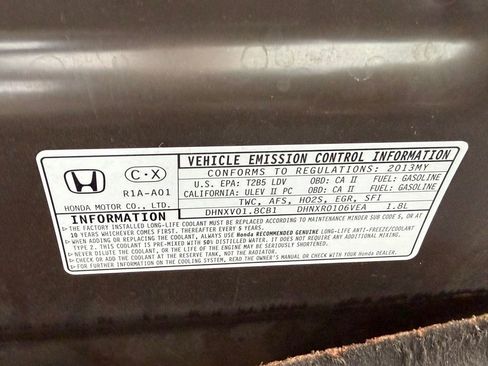 VEHICLE EMISSION CONTROL INFORMATION
CONFORMS TO REGULATIONS: 2013MY
U.S. EPA: T2B5 LDV OBD: CA II FUEL: GASOLINE
CALIFORNIA: ULEV II PC OBD: CA II FUEL: GASOLINE
TWC, AFS, HO2S, EGR, SFI
DHNXV01.8CB1 DHNXR0106VEA 1.8L
C·X
R1A-A01
HONDA MOTOR CO., LTD.
INFORMATION
▷ THE FACTORY INSTALLED LONG-LIFE COOLANT MUST BE REPLACED ACCORDING TO MAINTENANCE MINDER SUB CODE 5, OR AT
10 YEARS WHICHEVER COMES FIRST. THEREAFTER EVERY 5 YEARS.
▷ WHEN ADDING OR REPLACING THE COOLANT, USE Honda RECOMMENDED GENUINE LONG-LIFE ANTI-FREEZE/COOLANT
TYPE 2. THIS COOLANT IS PRE-MIXED WITH 50% DISTILLED WATER. IT DOES NOT REQUIRE ANY ADDITIONAL MIXING.
▷ NEVER USE ANOTHER COOLANT, OR THE LIFE OF THE ENGINE MAY BE SERIOUSLY SHORTENED.
▷ CHECK OR ADD THE COOLANT AT THE RESERVE TANK, NOT THE RADIATOR.
▷ FOR FURTHER INFORMATION ON THE COOLING SYSTEM, READ THE OWNER'S MANUAL OR CHECK WITH YOUR Honda DEALER.